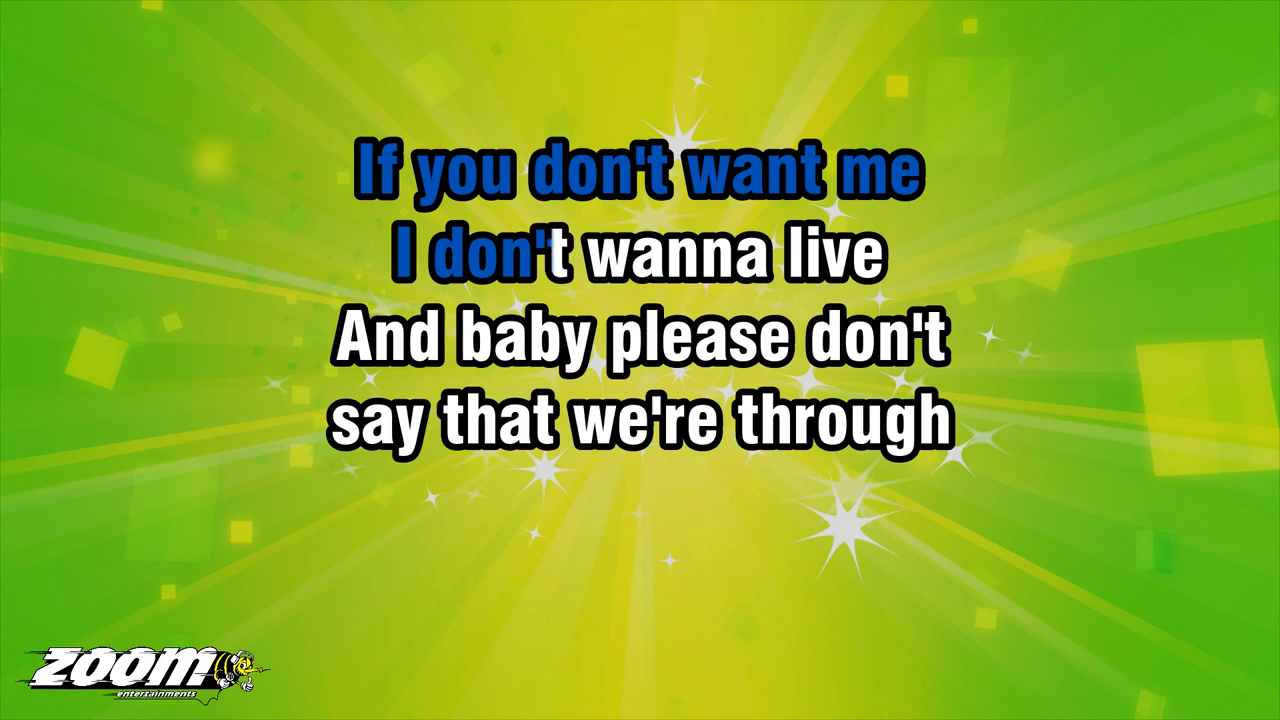 If you don't want me
I don't wanna live
And baby please don't
say that we're through
zoom
entertainments